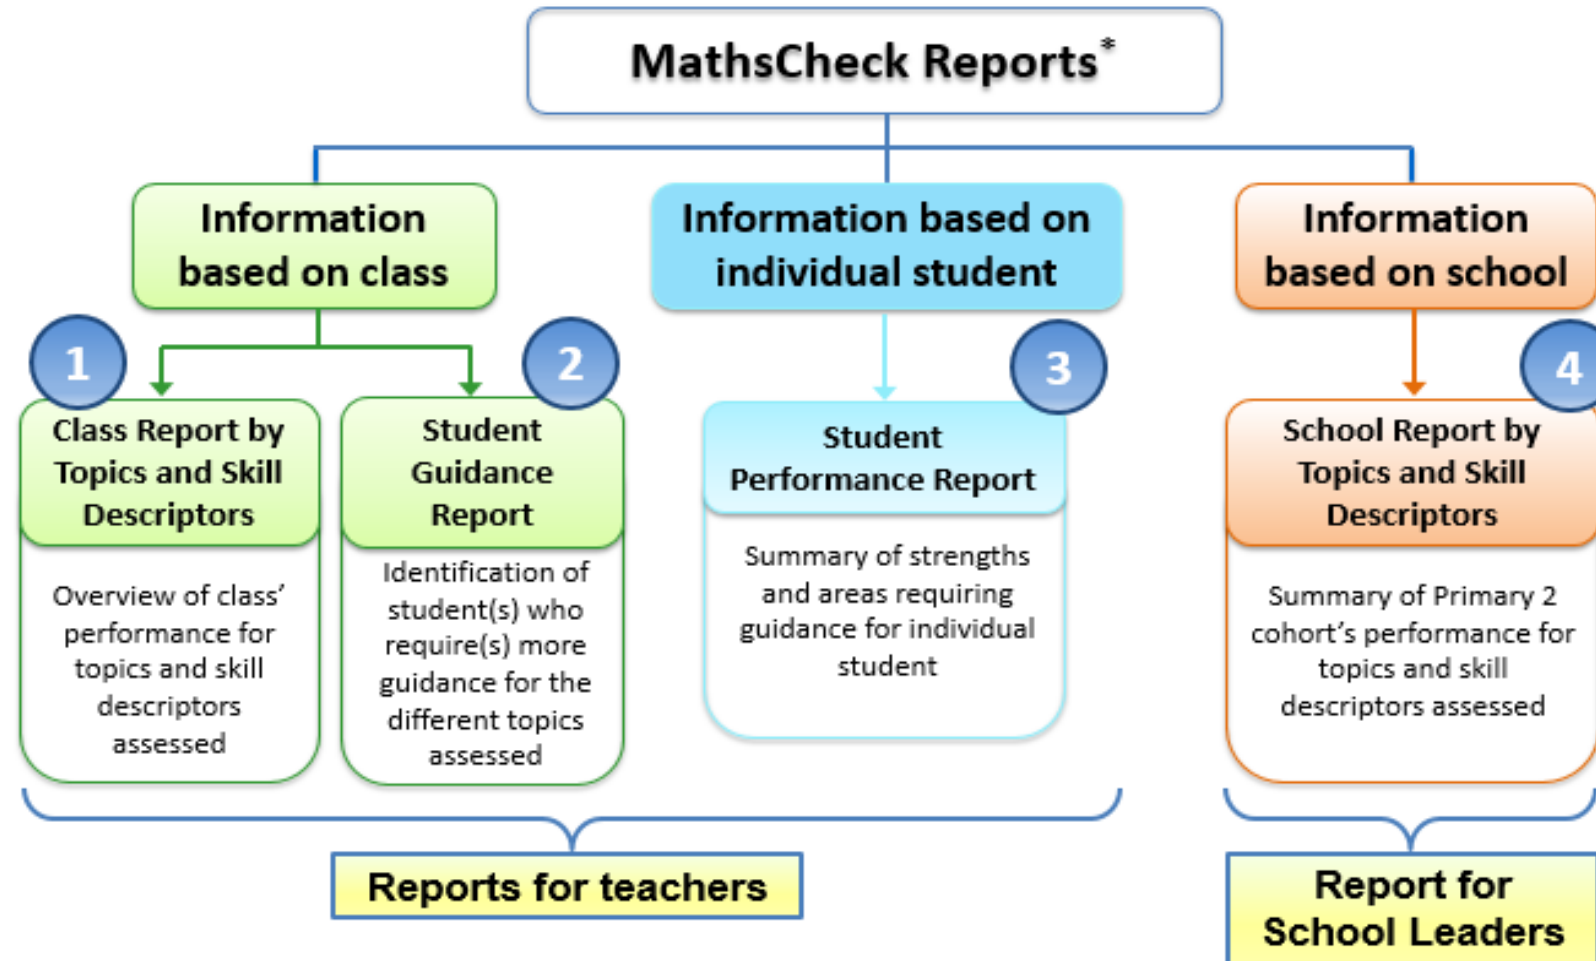 MathsCheck Reports*
Information
based on class
Information based on
individual student
Information
based on school
1
Class Report by
Topics and Skill
Descriptors
Overview of class’
performance for
topics and skill
descriptors
assessed
2
Student
Guidance
Report
Identification of
student(s) who
require(s) more
guidance for the
different topics
assessed
3
Student
Performance Report
Summary of strengths
and areas requiring
guidance for individual
student
4
School Report by
Topics and Skill
Descriptors
Summary of Primary 2
cohort’s performance for
topics and skill
descriptors assessed
Reports for teachers
Report for
School Leaders